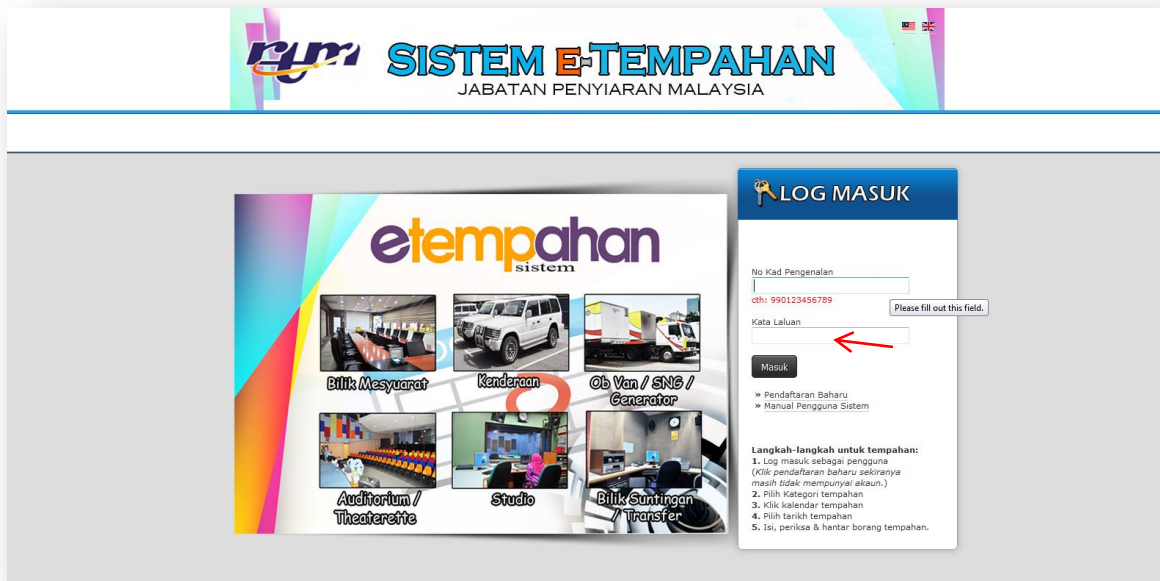 rtm
SISTEM E-TEMPAHAN
JABATAN PENYIARAN MALAYSIA
LOG MASUK
etempahan
sistem
Bilik Mesyuarat
Kenderaan
Ob Van / SNG /
Generator
Auditorium /
Theaterette
Studio
Bilik Suntingan
/ Transfer
No Kad Pengenalan
cth: 990123456789
Please fill out this field.
Kata Laluan
Masuk
» Pendaftaran Baharu
» Manual Pengguna Sistem
Langkah-langkah untuk tempahan:
1. Log masuk sebagai pengguna
(Klik pendaftaran baharu sekiranya
masih tidak mempunyai akaun.)
2. Pilih Kategori tempahan
3. Klik kalendar tempahan
4. Pilih tarikh tempahan
5. Isi, periksa & hantar borang tempahan.